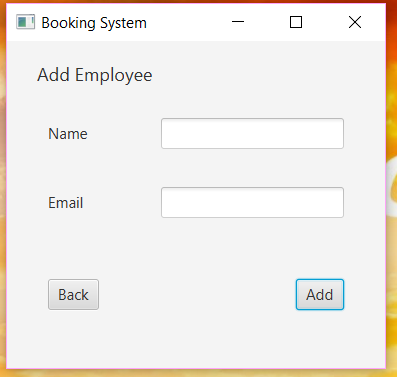 Booking System
Add Employee
Name
Email
Back
Add